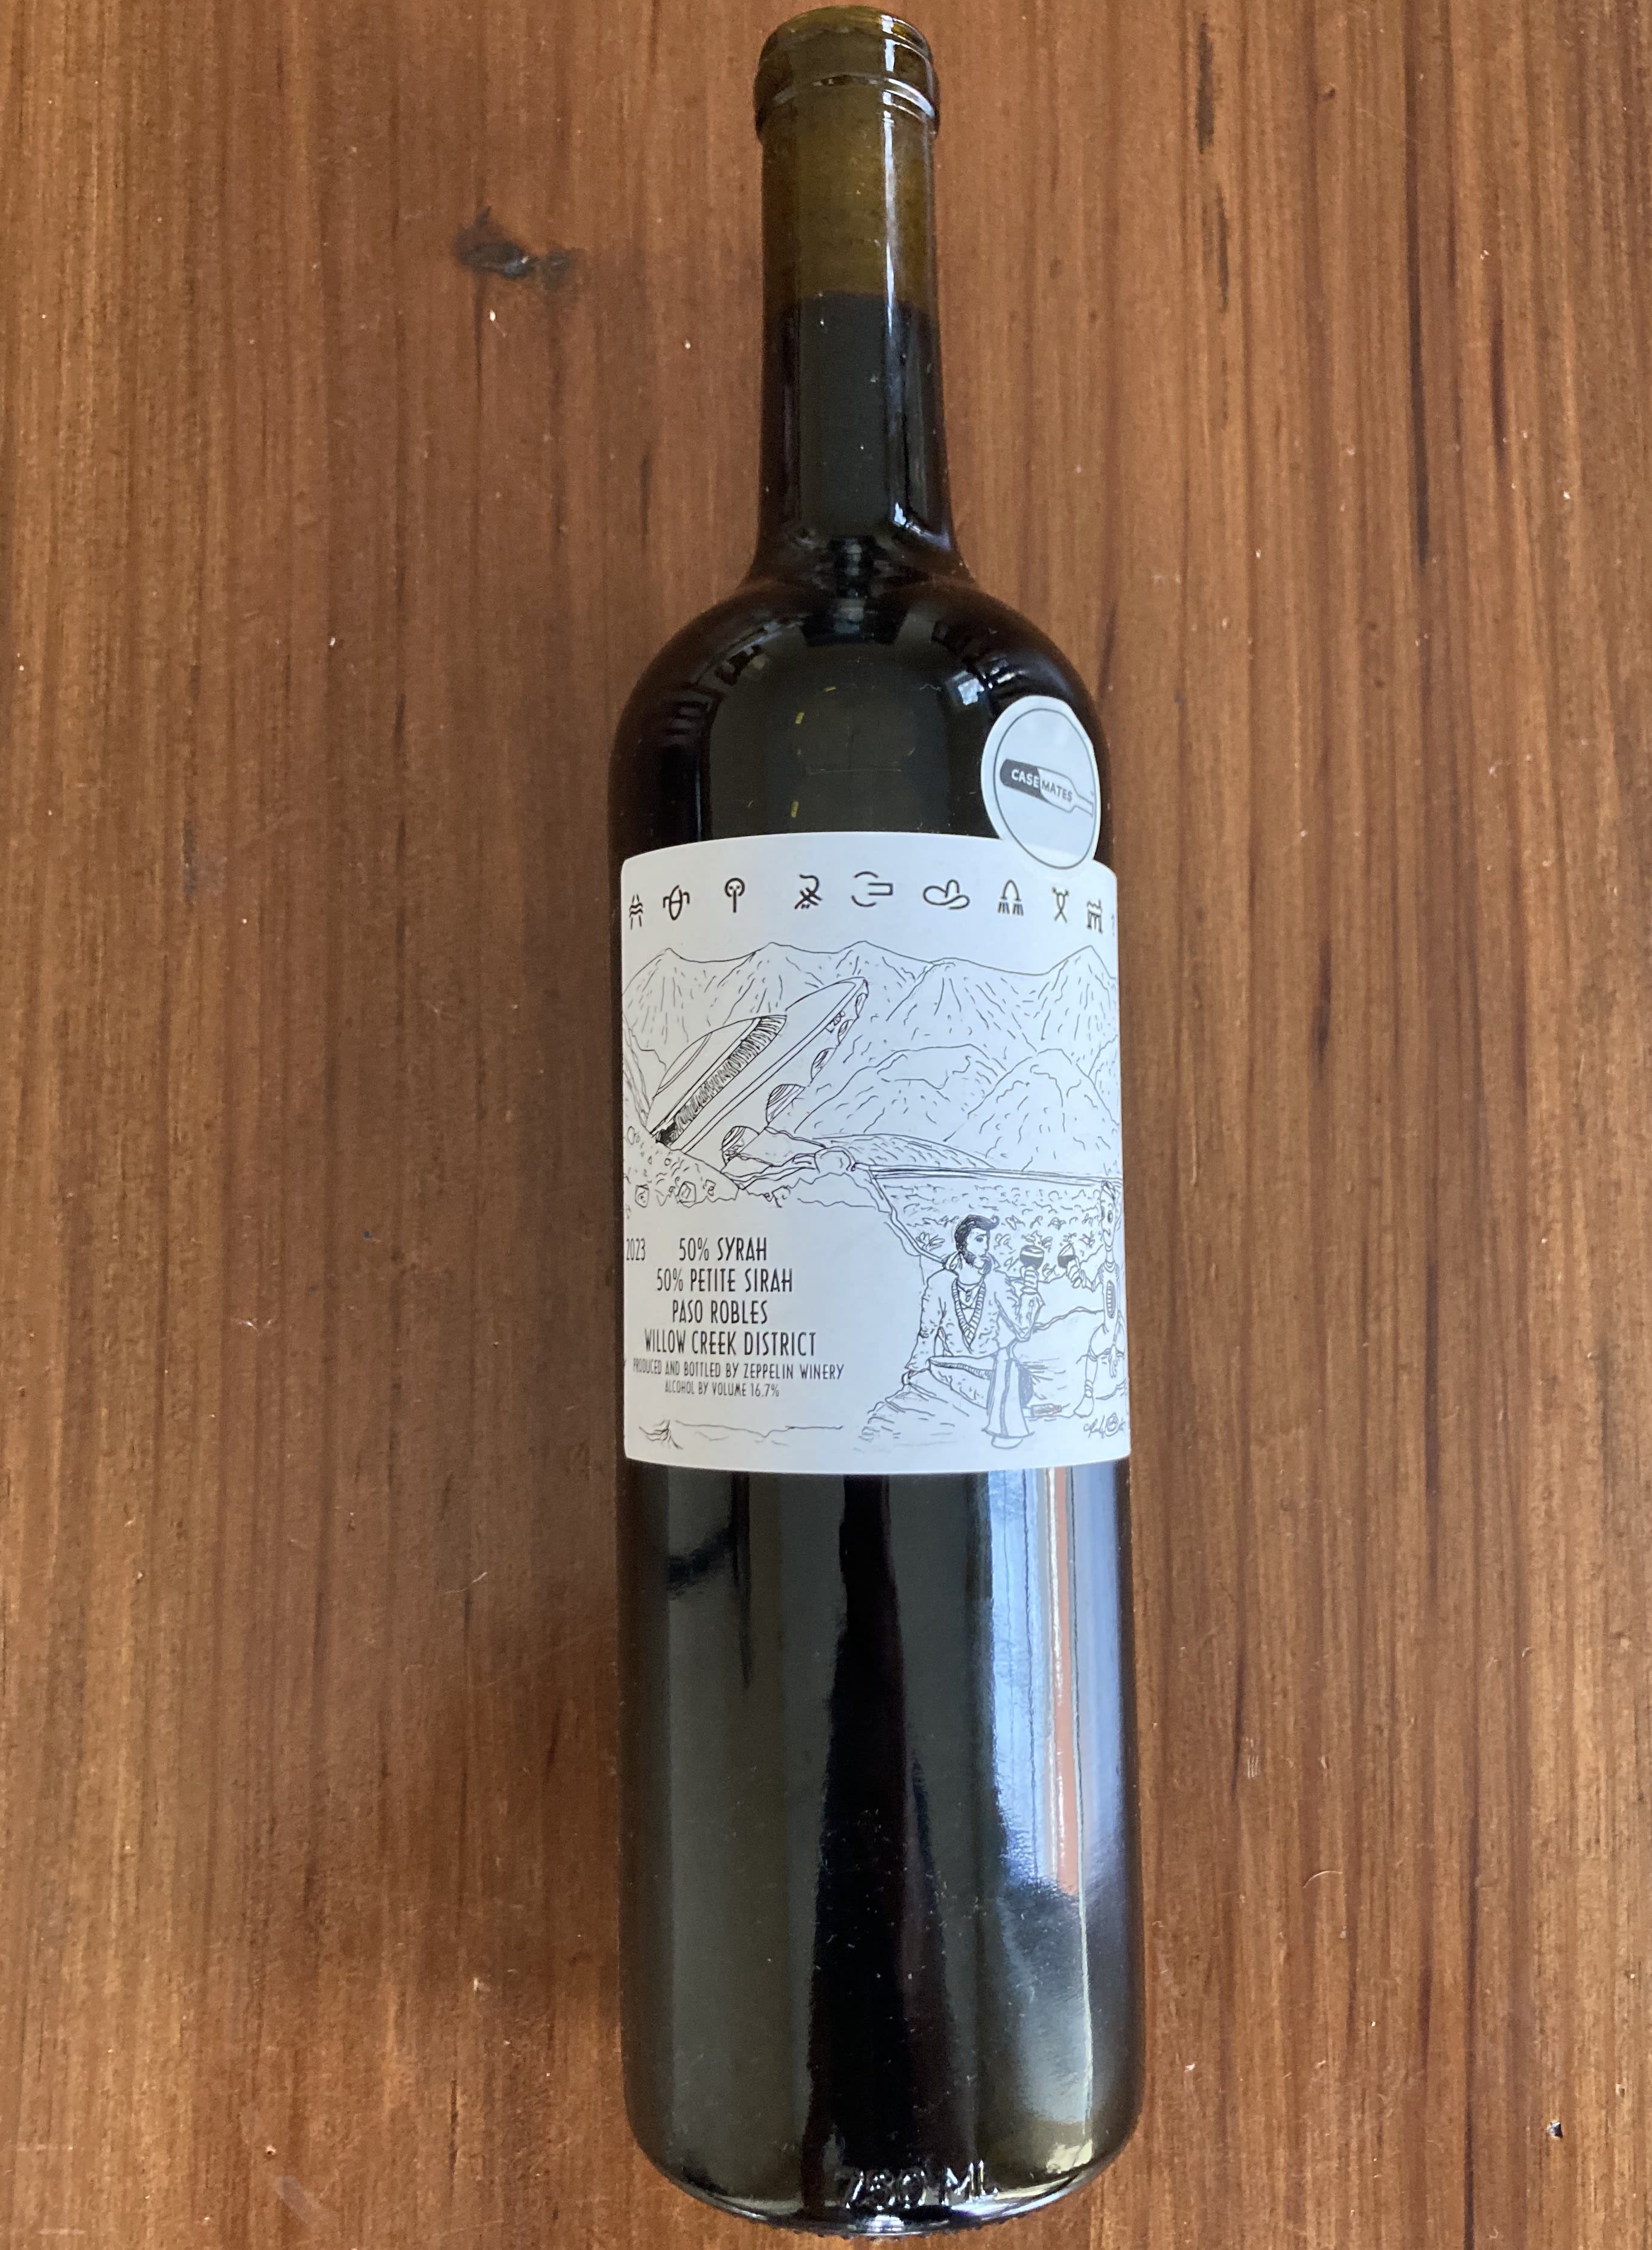 CASEMATES
2023 50% SYRAH
50% PETITE SIRAH
PASO ROBLES
WILLOW CREEK DISTRICT
PRODUCED AND BOTTLED BY ZEPPELIN WINERY
ALCOHOL BY VOLUME 16.7%
750 ML